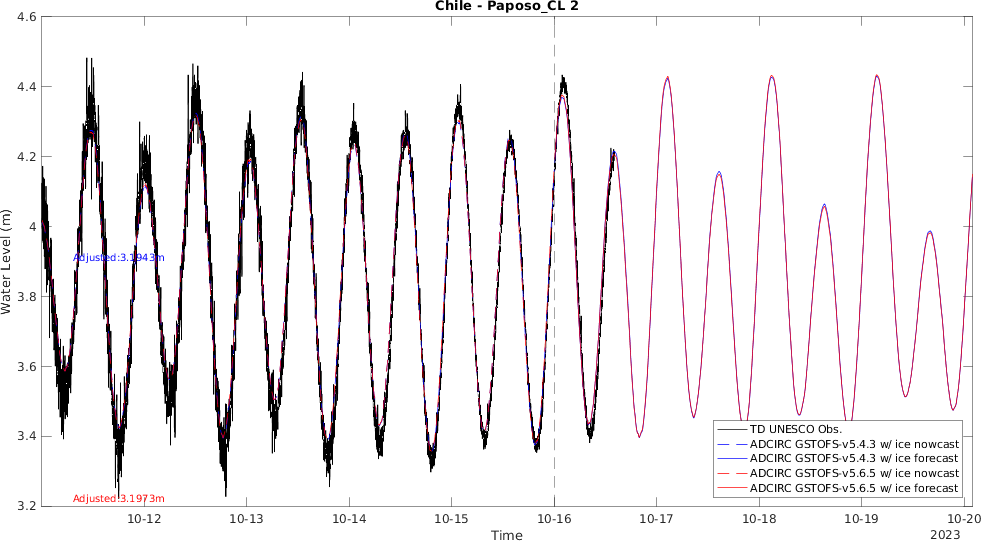 Chile - Paposo_CL 2
4.6
4.4
4.2
4
3.8
3.6
3.4
3.2
Water Level (m)
Adjusted:3.1943m
Adjusted:3.1973m
TD UNESCO Obs.
ADCIRC GSTOFS-v5.4.3 w/ ice nowcast
ADCIRC GSTOFS-v5.4.3 w/ ice forecast
ADCIRC GSTOFS-v5.6.5 w/ ice nowcast
ADCIRC GSTOFS-v5.6.5 w/ ice forecast
10-12 10-13 10-14 10-15 10-16 10-17 10-18 10-19 10-20
Time
2023